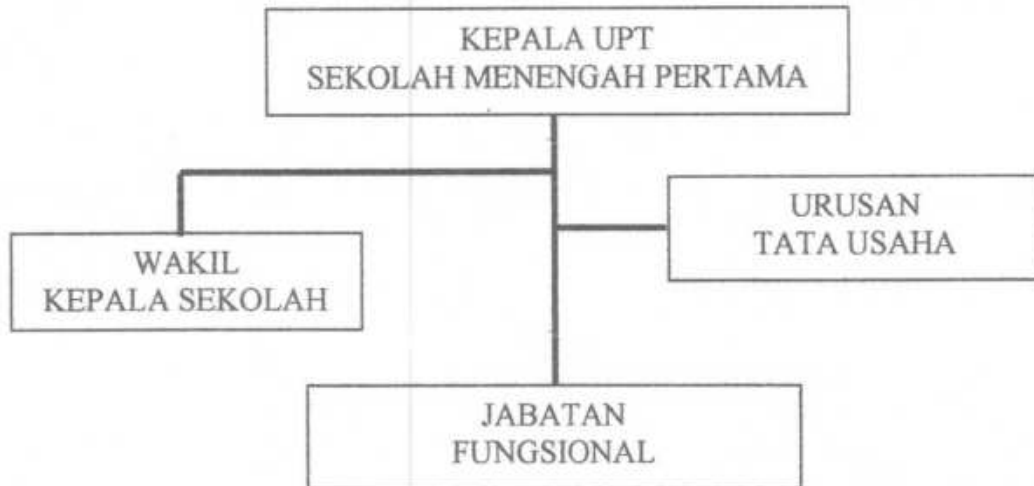 KEPALA UPT
SEKOLAH MENENGAH PERTAMA
URUSAN
TATA USAHA
WAKIL
KEPALA SEKOLAH
JABATAN
FUNGSIONAL